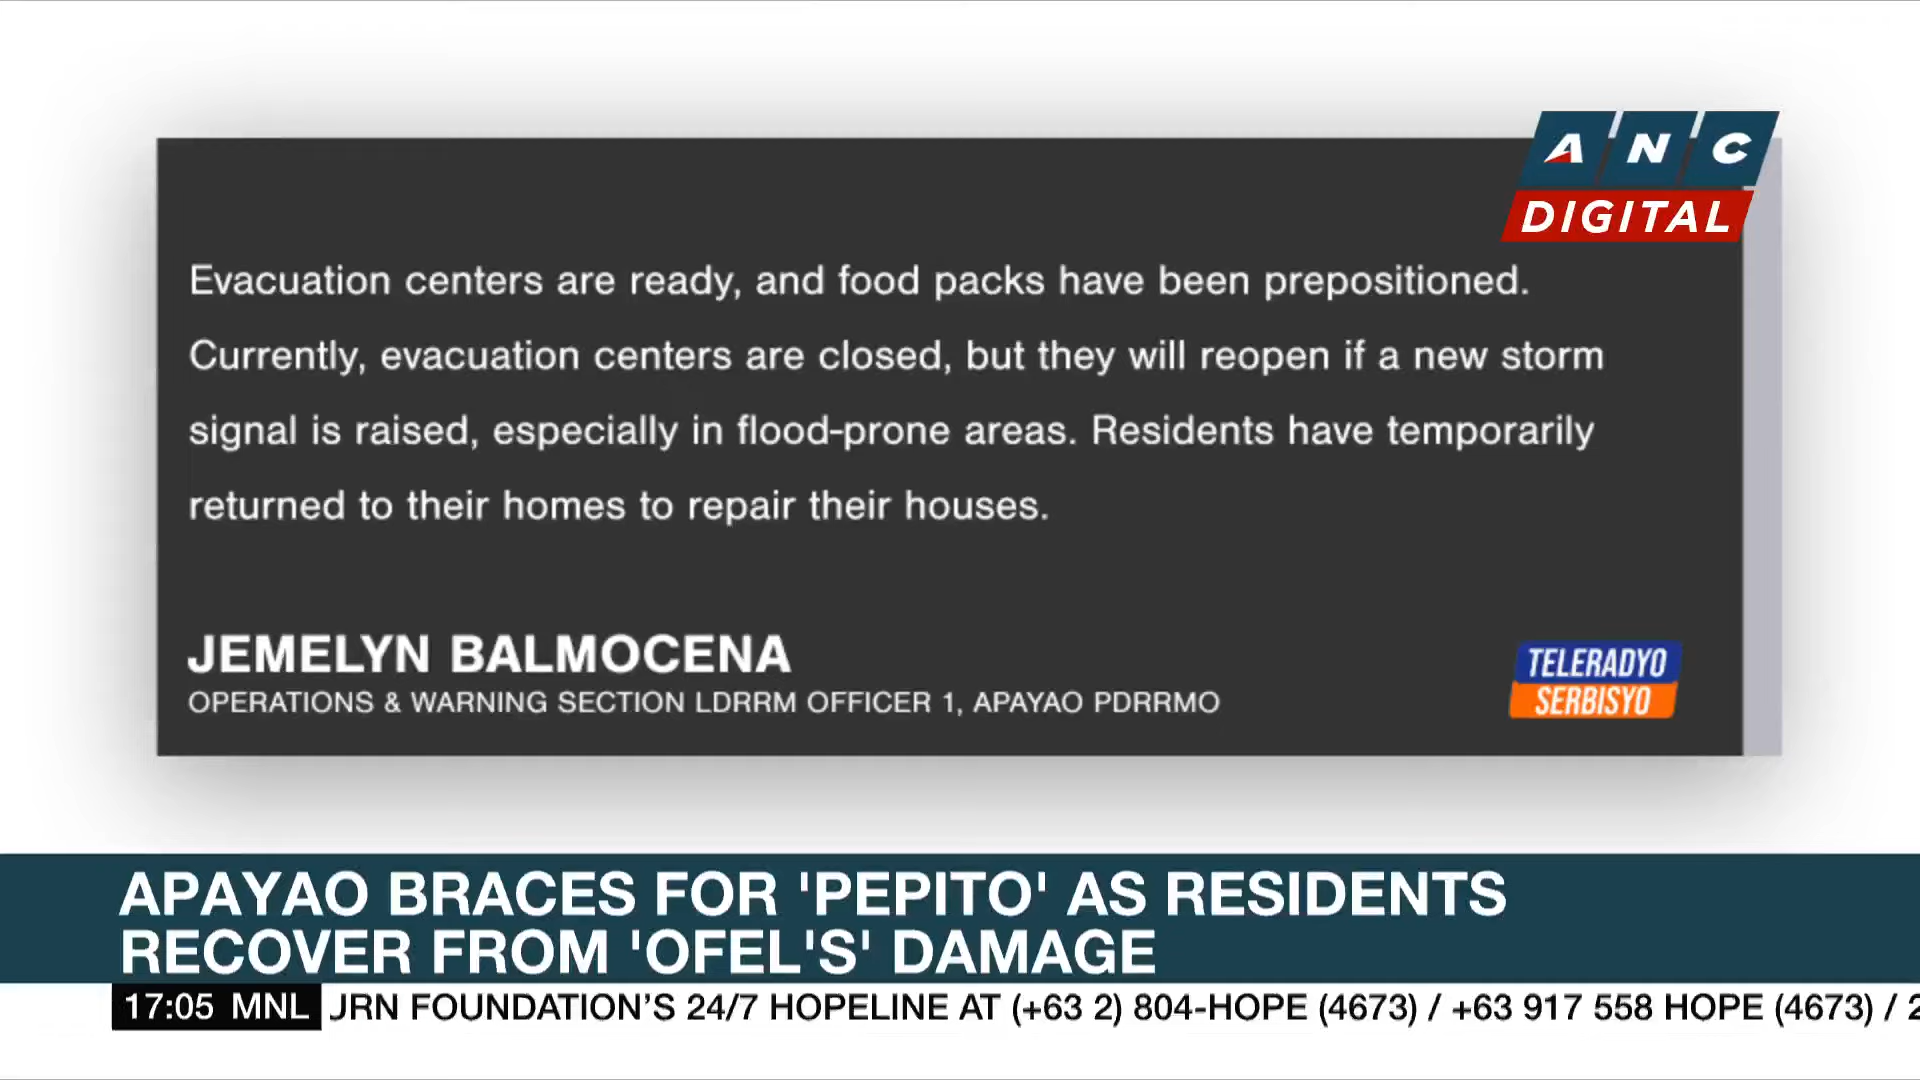 A N C
DIGITAL
Evacuation centers are ready, and food packs have been prepositioned.
Currently, evacuation centers are closed, but they will reopen if a new storm
signal is raised, especially in flood-prone areas. Residents have temporarily
returned to their homes to repair their houses.
JEMELYN BALMOCENA
OPERATIONS & WARNING SECTION LDRRM OFFICER 1, APAYAO PDRRMO
TELERADYO
SERBISYO
APAYAO BRACES FOR 'PEPITO' AS RESIDENTS
RECOVER FROM 'OFEL'S' DAMAGE
17:05 MNL JRN FOUNDATION’S 24/7 HOPELINE AT (+63 2) 804-HOPE (4673) / +63 917 558 HOPE (4673) / 2